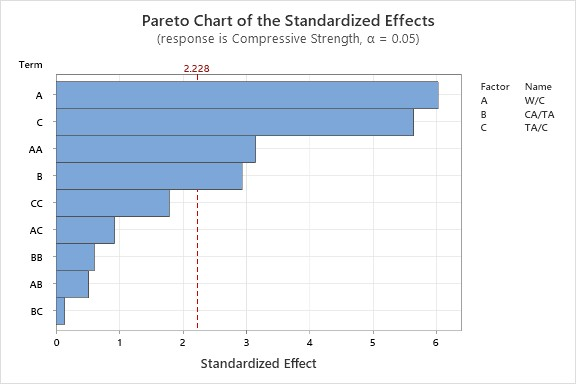 Pareto Chart of the Standardized Effects
(response is Compressive Strength, α = 0.05)
Term
2.228
A
C
AA
B
CC
AC
BB
AB
BC
0 1 2 3 4 5 6
Standardized Effect
Factor Name
A W/C
B CA/TA
C TA/C